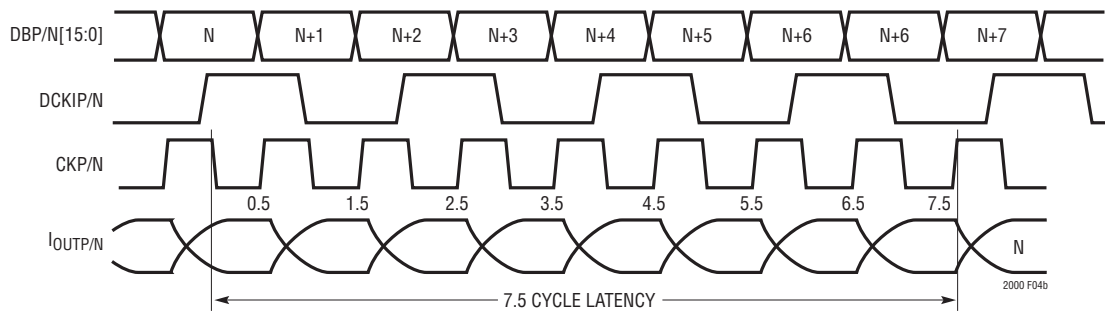 DBP/N[15:0] N N+1 N+2 N+3 N+4 N+5 N+6 N+6 N+7
DCKIP/N
CKP/N
0.5 1.5 2.5 3.5 4.5 5.5 6.5 7.5
IOUTP/N N
2000 F04b
7.5 CYCLE LATENCY